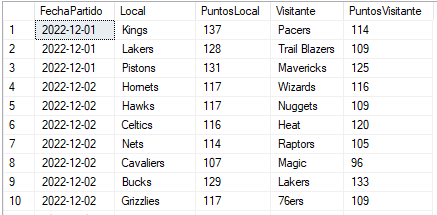 FechaPartido Local PuntosLocal Visitante PuntosVisitante
1 2022-12-01 Kings 137 Pacers 114
2 2022-12-01 Lakers 128 Trail Blazers 109
3 2022-12-01 Pistons 131 Mavericks 125
4 2022-12-02 Hornets 117 Wizards 116
5 2022-12-02 Hawks 117 Nuggets 109
6 2022-12-02 Celtics 116 Heat 120
7 2022-12-02 Nets 114 Raptors 105
8 2022-12-02 Cavaliers 107 Magic 96
9 2022-12-02 Bucks 129 Lakers 133
10 2022-12-02 Grizzlies 117 76ers 109